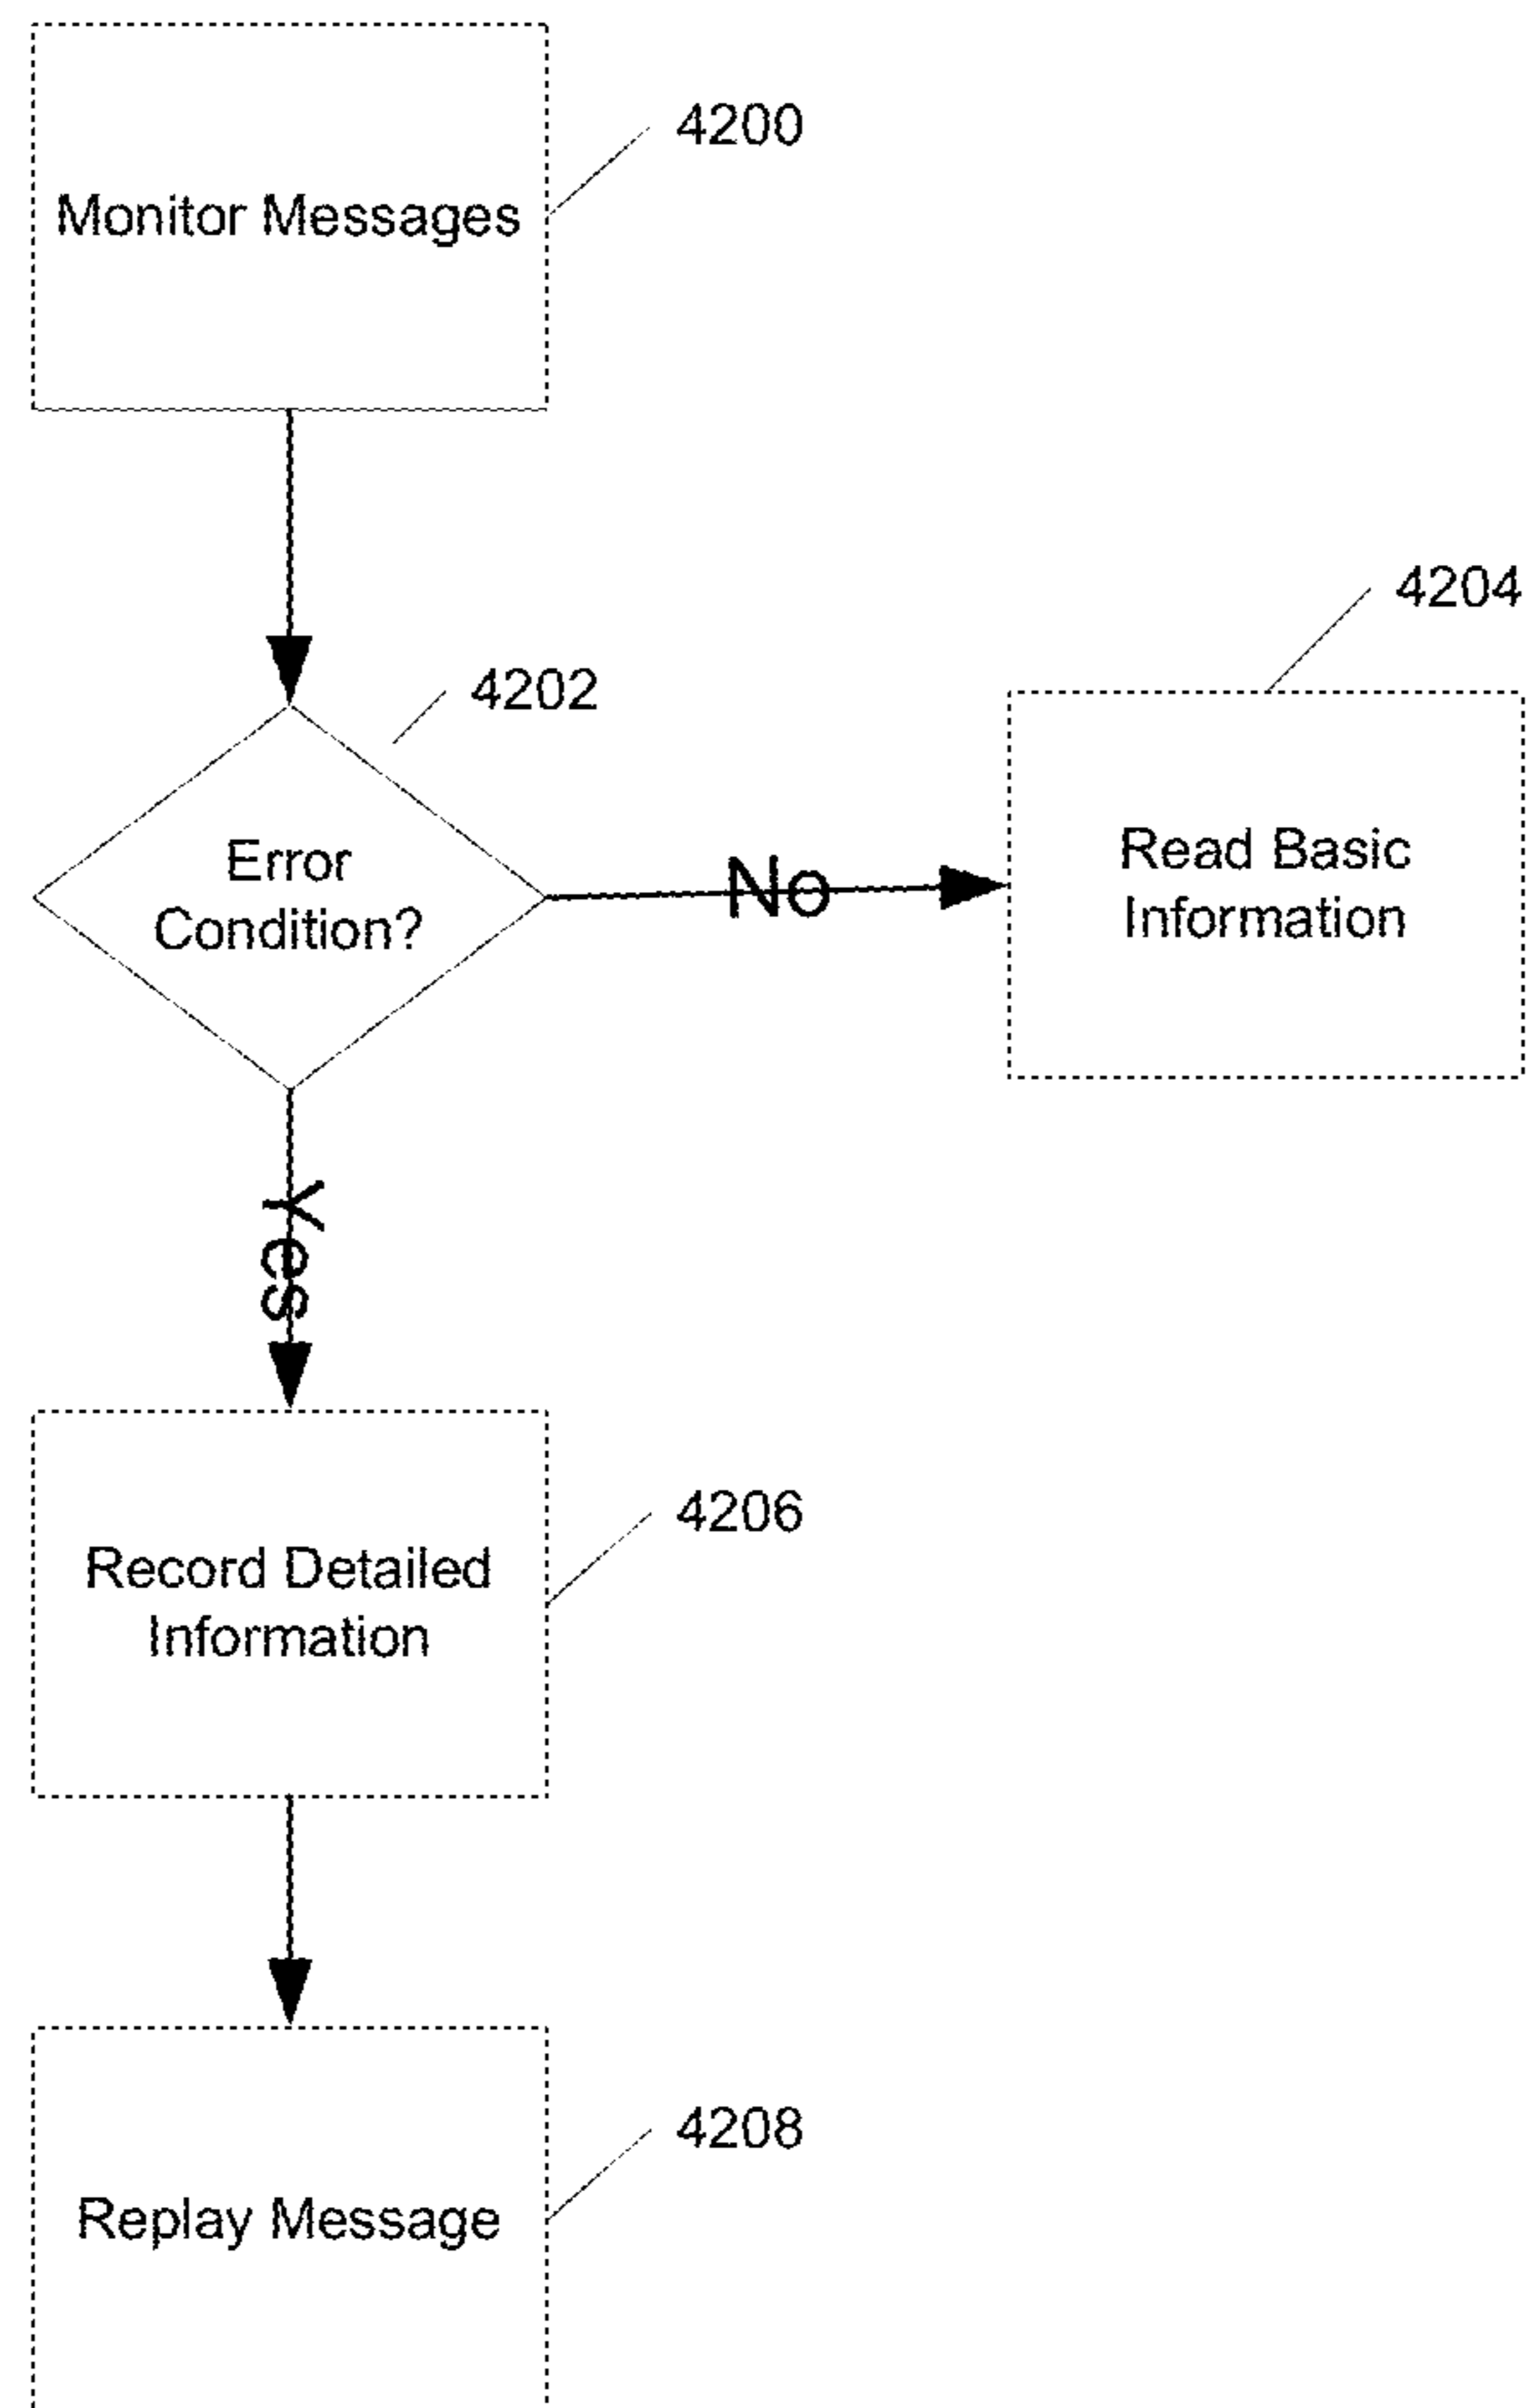 4200
Monitor Messages
4204
4202
Error
Condition?
No
Read Basic
Information
Yes
4206
Record Detailed
Information
4208
Replay Message